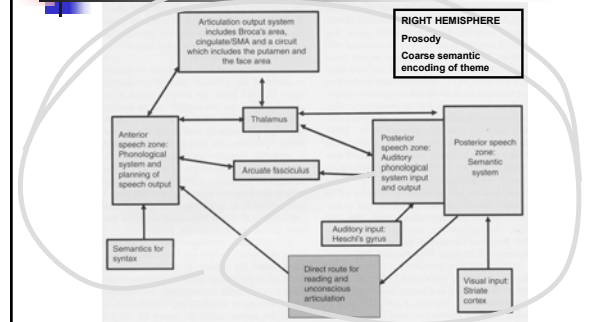 Articulation output system
includes Broca's area,
cingulate/SMA and a circuit
which includes the putamen and
the face area
RIGHT HEMISPHERE
Prosody
Coarse semantic
encoding of theme
Thalamus
Anterior
speech zone:
Phonological
system and
planning of
speech output
Arcuate fasciculus
Posterior
speech zone:
Auditory
phonological
system input
and output
Posterior speech
zone:
Semantic
system
Auditory input:
Heschl's gyrus
Semantics for
syntax
Direct route for
reading and
unconscious
articulation
Visual input:
Striate
cortex